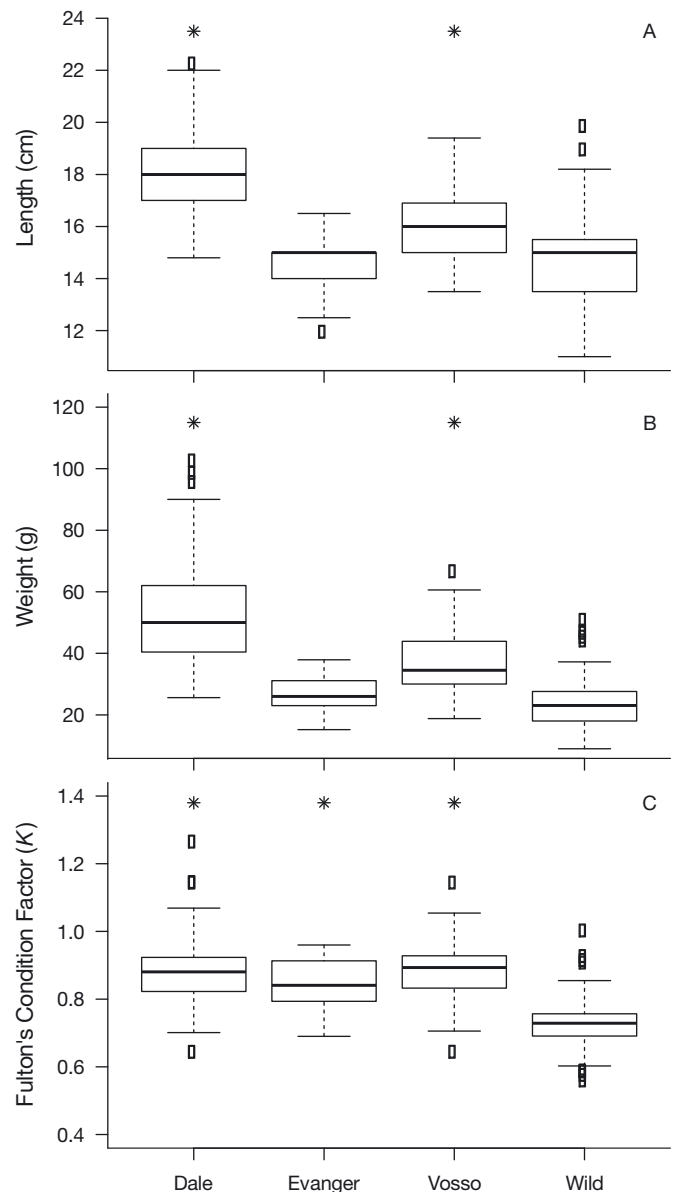 A
Length (cm)
24
22
20
18
16
14
12
* *
B
Weight (g)
120
100
80
60
40
20
* *
C
Fulton's Condition Factor (K)
1.4
1.2
1.0
0.8
0.6
0.4
* * *
Dale Evanger Vosso Wild